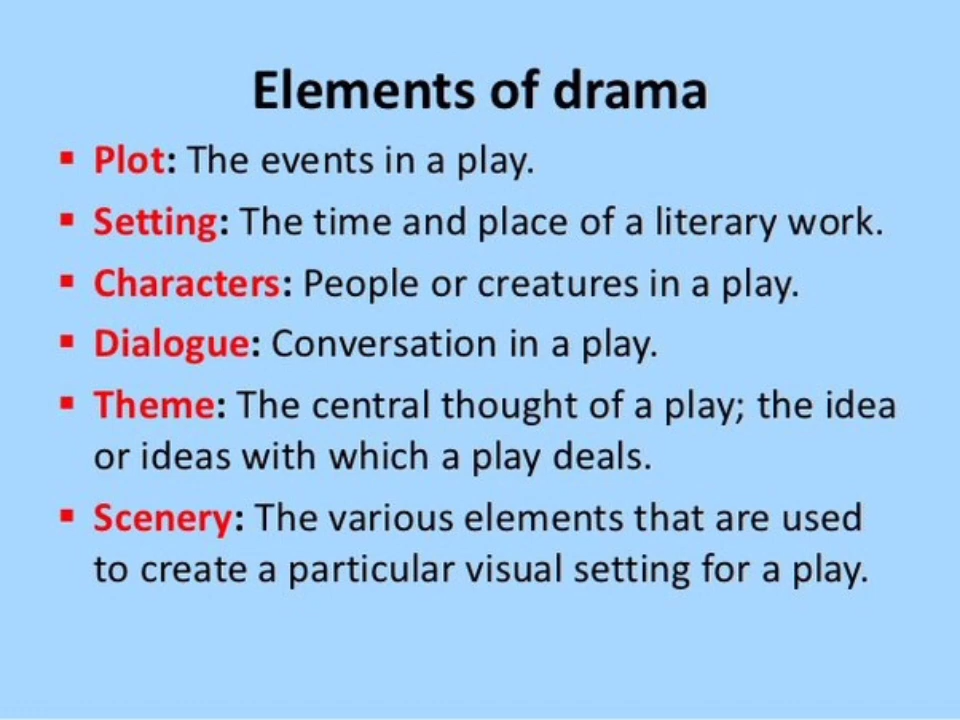 Elements of drama
▪ Plot: The events in a play.
▪ Setting: The time and place of a literary work.
▪ Characters: People or creatures in a play.
▪ Dialogue: Conversation in a play.
▪ Theme: The central thought of a play; the idea
or ideas with which a play deals.
▪ Scenery: The various elements that are used
to create a particular visual setting for a play.